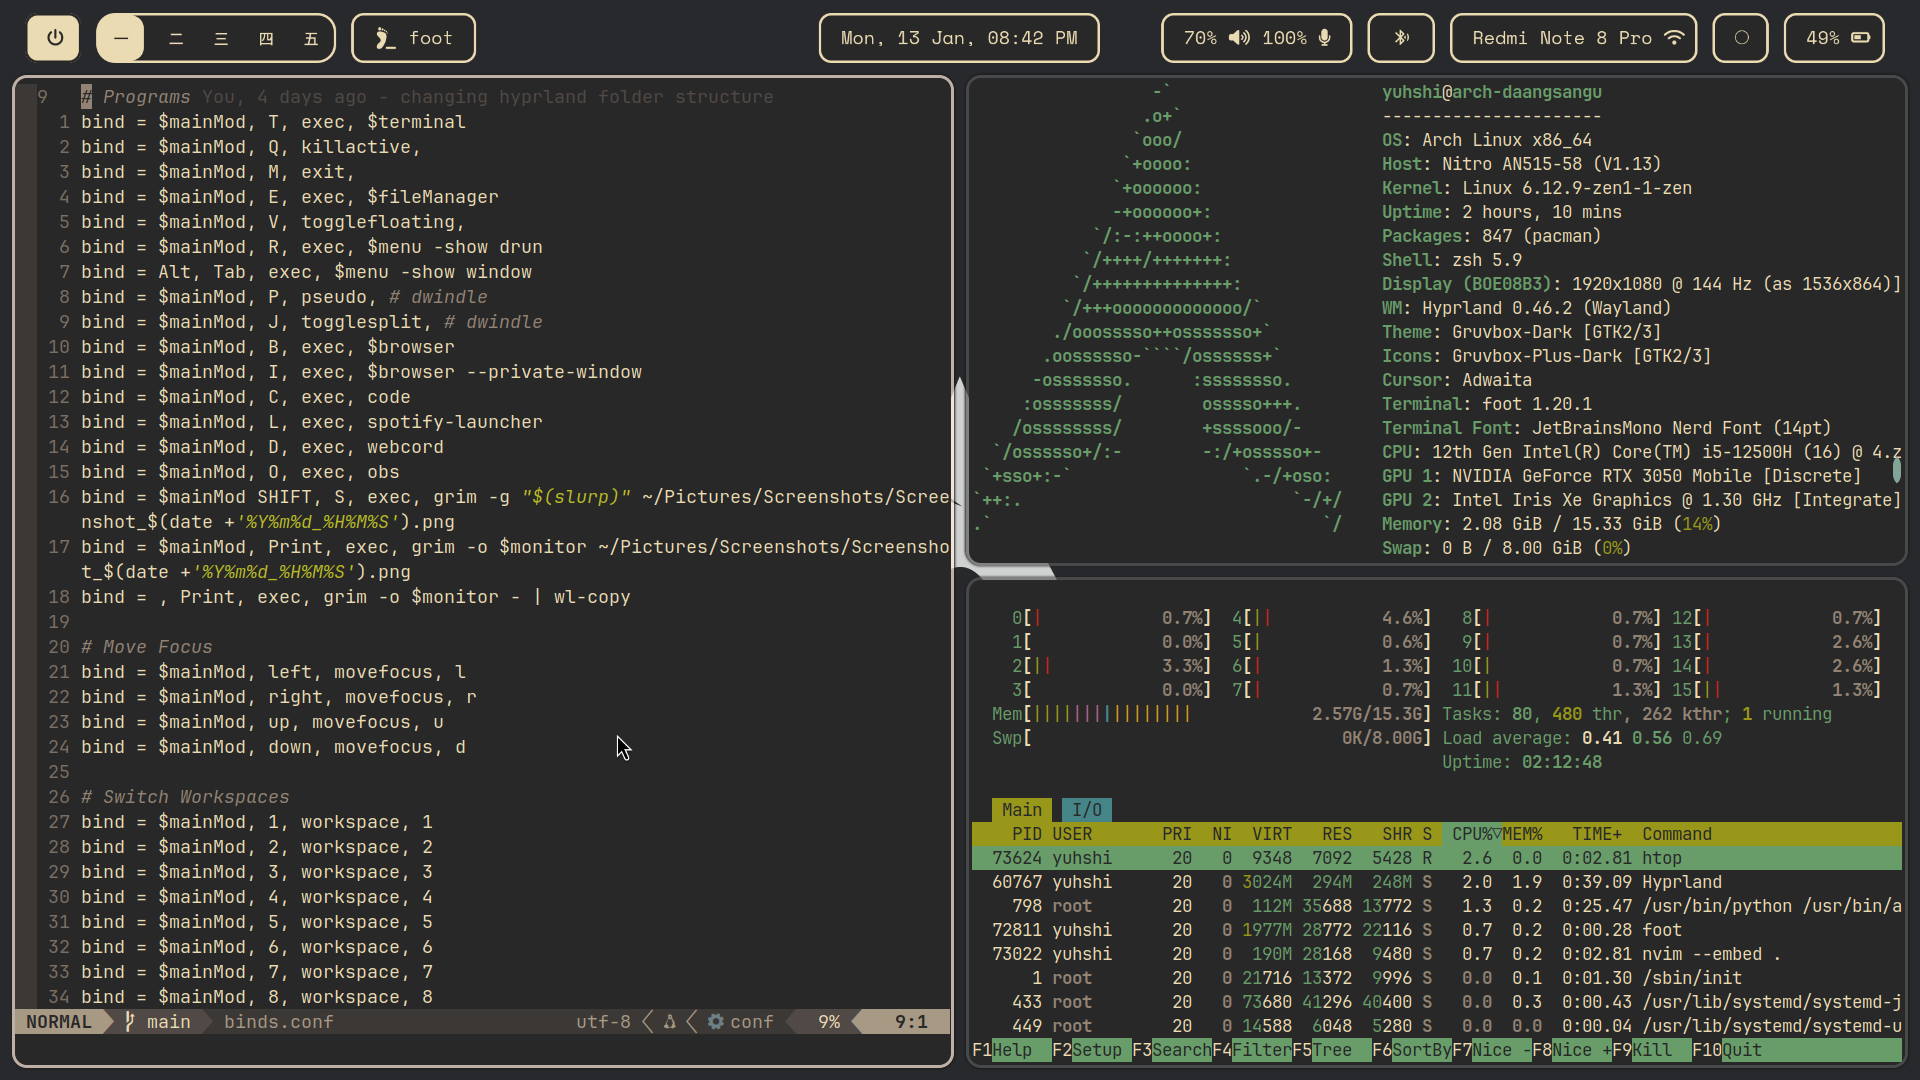 一 二 三 四 五 foot Mon, 13 Jan, 08:42 PM 70% 100% Redmi Note 8 Pro 49%
9 # Programs You, 4 days ago - changing hyprland folder structure
1 bind = $mainMod, T, exec, $terminal
2 bind = $mainMod, Q, killactive,
3 bind = $mainMod, M, exit,
4 bind = $mainMod, E, exec, $fileManager
5 bind = $mainMod, V, togglefloating,
6 bind = $mainMod, R, exec, $menu -show drun
7 bind = Alt, Tab, exec, $menu -show window
8 bind = $mainMod, P, pseudo, # dwindle
9 bind = $mainMod, J, togglesplit, # dwindle
10 bind = $mainMod, B, exec, $browser
11 bind = $mainMod, I, exec, $browser --private-window
12 bind = $mainMod, C, exec, code
13 bind = $mainMod, L, exec, spotify-launcher
14 bind = $mainMod, D, exec, webcord
15 bind = $mainMod, O, exec, obs
16 bind = $mainMod SHIFT, S, exec, grim -g "$(slurp)" ~/Pictures/Screenshots/Scree
nshot_$(date +'%Y%m%d_%H%M%S').png
17 bind = $mainMod, Print, exec, grim -o $monitor ~/Pictures/Screenshots/Screensho
t_$(date +'%Y%m%d_%H%M%S').png
18 bind = , Print, exec, grim -o $monitor - | wl-copy
19
20 # Move Focus
21 bind = $mainMod, left, movefocus, l
22 bind = $mainMod, right, movefocus, r
23 bind = $mainMod, up, movefocus, u
24 bind = $mainMod, down, movefocus, d
25
26 # Switch Workspaces
27 bind = $mainMod, 1, workspace, 1
28 bind = $mainMod, 2, workspace, 2
29 bind = $mainMod, 3, workspace, 3
30 bind = $mainMod, 4, workspace, 4
31 bind = $mainMod, 5, workspace, 5
32 bind = $mainMod, 6, workspace, 6
33 bind = $mainMod, 7, workspace, 7
34 bind = $mainMod, 8, workspace, 8
NORMAL main binds.conf utf-8 conf 9% 9:1
yuhshi@arch-daangsangu
----------------------
OS: Arch Linux x86_64
Host: Nitro AN515-58 (V1.13)
Kernel: Linux 6.12.9-zen1-1-zen
Uptime: 2 hours, 10 mins
Packages: 847 (pacman)
Shell: zsh 5.9
Display (BOE08B3): 1920x1080 @ 144 Hz (as 1536x864)]
WM: Hyprland 0.46.2 (Wayland)
Theme: Gruvbox-Dark [GTK2/3]
Icons: Gruvbox-Plus-Dark [GTK2/3]
Cursor: Adwaita
Terminal: foot 1.20.1
Terminal Font: JetBrainsMono Nerd Font (14pt)
CPU: 12th Gen Intel(R) Core(TM) i5-12500H (16) @ 4.z
GPU 1: NVIDIA GeForce RTX 3050 Mobile [Discrete]
GPU 2: Intel Iris Xe Graphics @ 1.30 GHz [Integrate]
Memory: 2.08 GiB / 15.33 GiB (14%)
Swap: 0 B / 8.00 GiB (0%)
0[| 0.7%] 4[|| 4.6%] 8[| 0.7%] 12[| 0.7%]
1[ 0.0%] 5[| 0.6%] 9[| 0.7%] 13[| 2.6%]
2[|| 3.3%] 6[| 1.3%] 10[| 0.7%] 14[| 2.6%]
3[ 0.0%] 7[| 0.7%] 11[|| 1.3%] 15[|| 1.3%]
Mem[|||||||||||||||| 2.57G/15.3G] Tasks: 80, 480 thr, 262 kthr; 1 running
Swp[ 0K/8.00G] Load average: 0.41 0.56 0.69
Uptime: 02:12:48
Main I/O
PID USER PRI NI VIRT RES SHR S CPU%▽MEM% TIME+ Command
73624 yuhshi 20 0 9348 7092 5428 R 2.6 0.0 0:02.81 htop
60767 yuhshi 20 0 3024M 294M 248M S 2.0 1.9 0:39.09 Hyprland
798 root 20 0 112M 35688 13772 S 1.3 0.2 0:25.47 /usr/bin/python /usr/bin/a
72811 yuhshi 20 0 1977M 28772 22116 S 0.7 0.2 0:00.28 foot
73022 yuhshi 20 0 190M 28168 9480 S 0.7 0.2 0:02.81 nvim --embed .
1 root 20 0 21716 13372 9996 S 0.0 0.1 0:01.30 /sbin/init
433 root 20 0 73680 41296 40400 S 0.0 0.3 0:00.43 /usr/lib/systemd/systemd-j
449 root 20 0 14588 6048 5280 S 0.0 0.0 0:00.04 /usr/lib/systemd/systemd-u
F1Help F2Setup F3SearchF4FilterF5Tree F6SortByF7Nice -F8Nice +F9Kill F10Quit